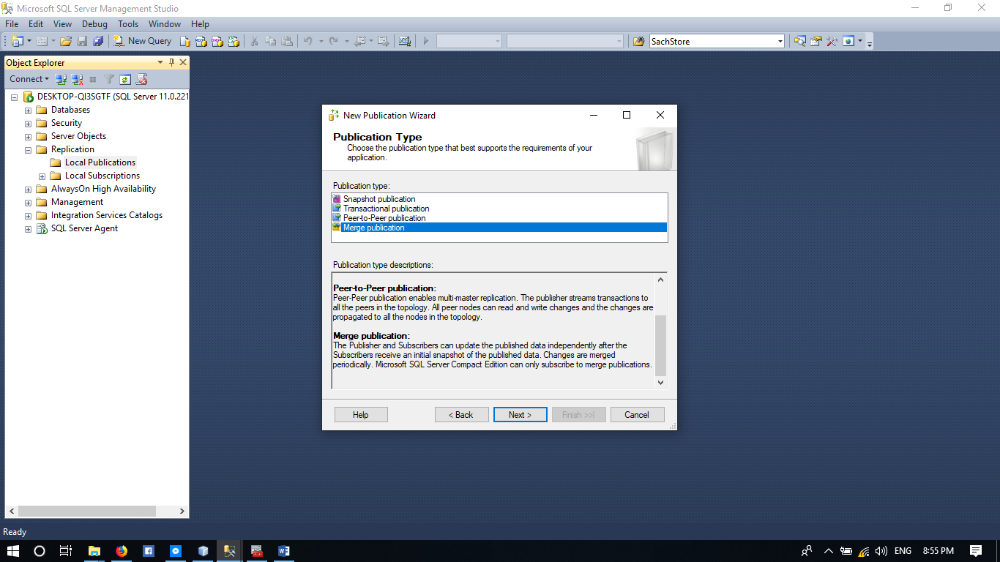 Microsoft SQL Server Management Studio
File Edit View Debug Tools Window Help
New Query
SachStore
Object Explorer
Connect
DESKTOP-QI3SGTF (SQL Server 11.0.221
Databases
Security
Server Objects
Replication
Local Publications
Local Subscriptions
AlwaysOn High Availability
Management
Integration Services Catalogs
SQL Server Agent
New Publication Wizard
Publication Type
Choose the publication type that best supports the requirements of your
application.
Publication type:
Snapshot publication
Transactional publication
Peer-to-Peer publication
Merge publication
Publication type descriptions:
Peer-to-Peer publication:
Peer-Peer publication enables multi-master replication. The publisher streams transactions to
all the peers in the topology. All peer nodes can read and write changes and the changes are
propagated to all the nodes in the topology.
Merge publication:
The Publisher and Subscribers can update the published data independently after the
Subscribers receive an initial snapshot of the published data. Changes are merged
periodically. Microsoft SQL Server Compact Edition can only subscribe to merge publications.
Help < Back Next > Finish >>| Cancel
Ready
ENG 8:55 PM